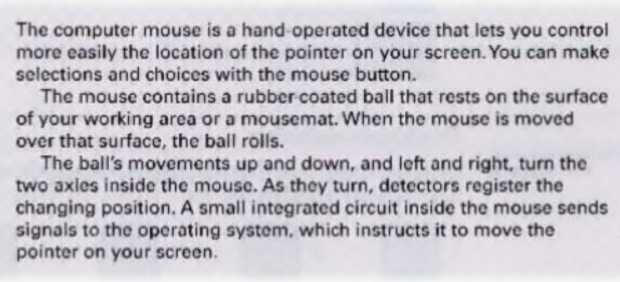 The computer mouse is a hand-operated device that lets you control
more easily the location of the pointer on your screen. You can make
selections and choices with the mouse button.
The mouse contains a rubber-coated ball that rests on the surface
of your working area or a mousemat. When the mouse is moved
over that surface, the ball rolls.
The ball's movements up and down, and left and right, turn the
two axles inside the mouse. As they turn, detectors register the
changing position. A small integrated circuit inside the mouse sends
signals to the operating system, which instructs it to move the
pointer on your screen.